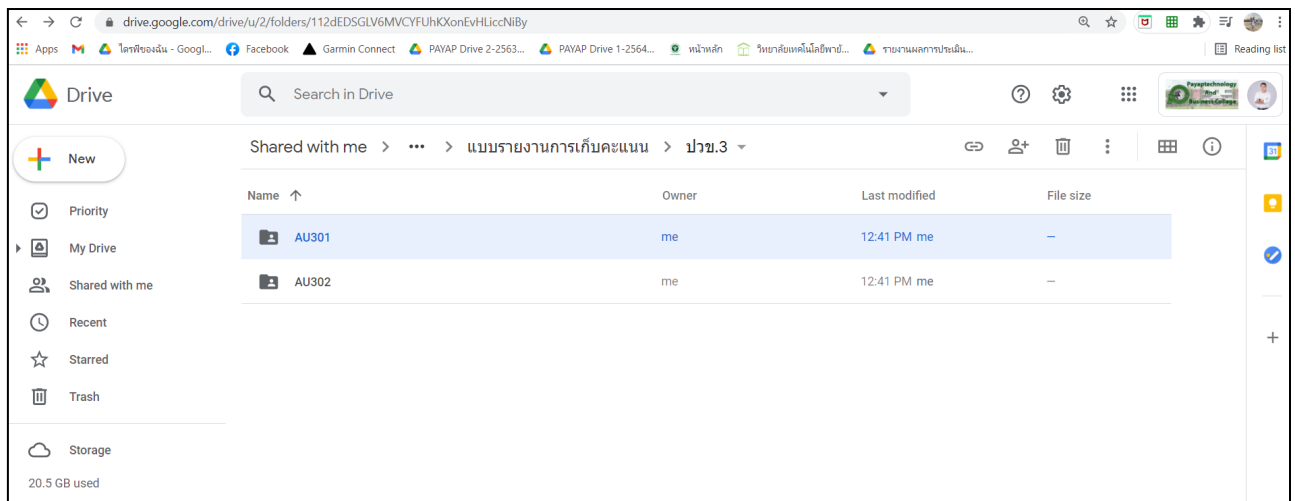 drive.google.com/drive/u/2/folders/112dEDSGLV6MVCYFUhKXonEvHLiccNiBy
Apps ไดรฟ์ของฉัน - Googl... Facebook Garmin Connect PAYAP Drive 2-2563... PAYAP Drive 1-2564... หน้าหลัก วิทยาลัยเทคโนโลยีพายั... รายงานผลการประเมิน... Reading list
Drive
Search in Drive
Payaptechnology
And
Business College
New
Shared with me > ••• > แบบรายงานการเก็บคะแนน > ปวช.3
31
Name Owner Last modified File size
Priority
AU301 me 12:41 PM me –
My Drive
AU302 me 12:41 PM me –
Shared with me
Recent
Starred
Trash
Storage
20.5 GB used